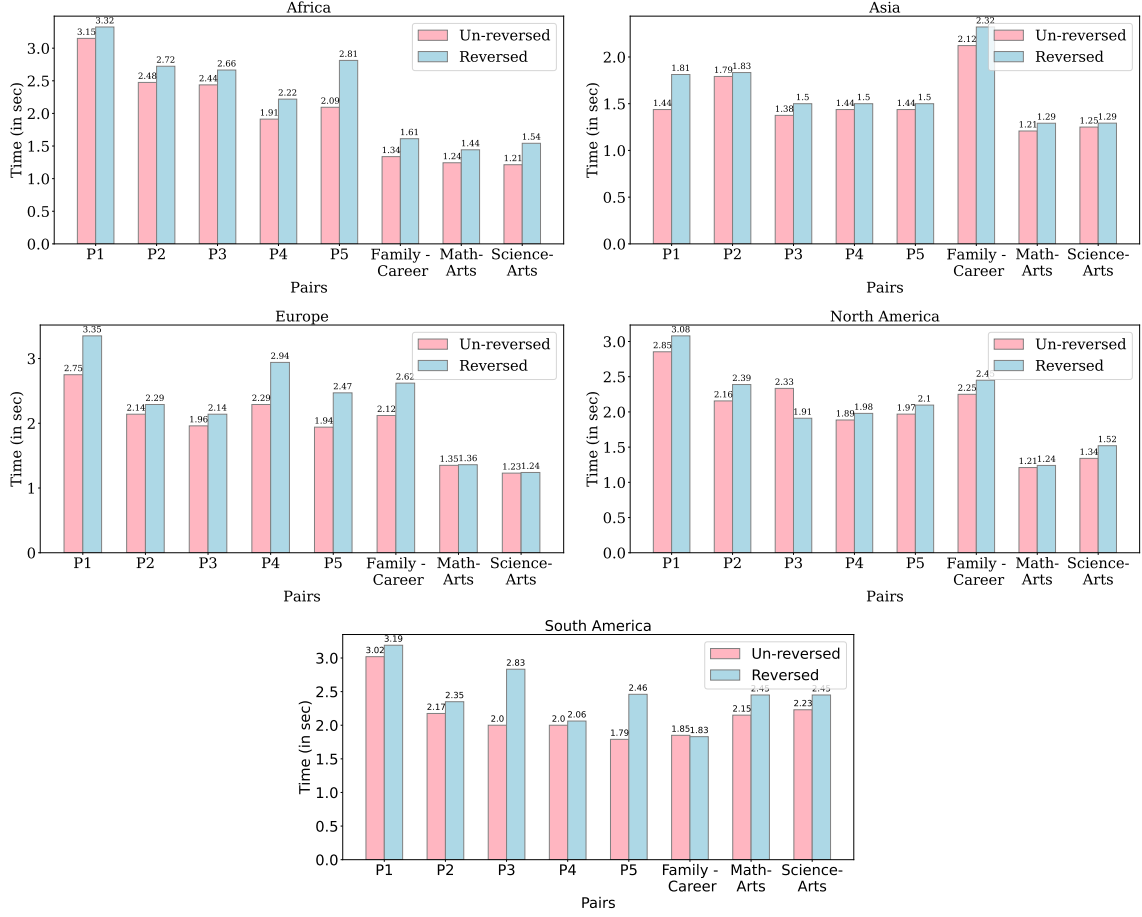 Africa
Time (in sec)
3.15 3.32 2.48 2.72 2.44 2.66 1.91 2.22 2.09 2.81 1.34 1.61 1.24 1.44 1.21 1.54
Un-reversed
Reversed
3.0
2.5
2.0
1.5
1.0
0.5
0.0
P1 P2 P3 P4 P5 Family - Math- Science-
Career Arts Arts
Pairs
Asia
Time (in sec)
1.44 1.81 1.79 1.83 1.38 1.5 1.44 1.5 1.44 1.5 2.12 2.32 1.21 1.29 1.25 1.29
Un-reversed
Reversed
2.0
1.5
1.0
0.5
0.0
P1 P2 P3 P4 P5 Family - Math- Science-
Career Arts Arts
Pairs
Europe
Time (in sec)
2.75 3.35 2.14 2.29 1.96 2.14 2.29 2.94 1.94 2.47 2.12 2.62 1.35 1.36 1.23 1.24
Un-reversed
Reversed
3
2
1
0
P1 P2 P3 P4 P5 Family - Math- Science-
Career Arts Arts
Pairs
North America
Time (in sec)
2.85 3.08 2.16 2.39 2.33 1.91 1.89 1.98 1.97 2.1 2.25 1.21 1.24 1.34 1.52
Un-reversed
Reversed
2.5
2.0
1.5
1.0
0.5
0.0
P1 P2 P3 P4 P5 Family - Math- Science-
Career Arts Arts
Pairs
South America
Time (in sec)
3.02 3.19 2.17 2.35 2.0 2.83 2.0 2.06 1.79 2.46 1.85 1.83 2.15 2.45 2.23 2.45
Un-reversed
Reversed
3.0
2.5
2.0
1.5
1.0
0.5
0.0
P1 P2 P3 P4 P5 Family - Math- Science-
Career Arts Arts
Pairs